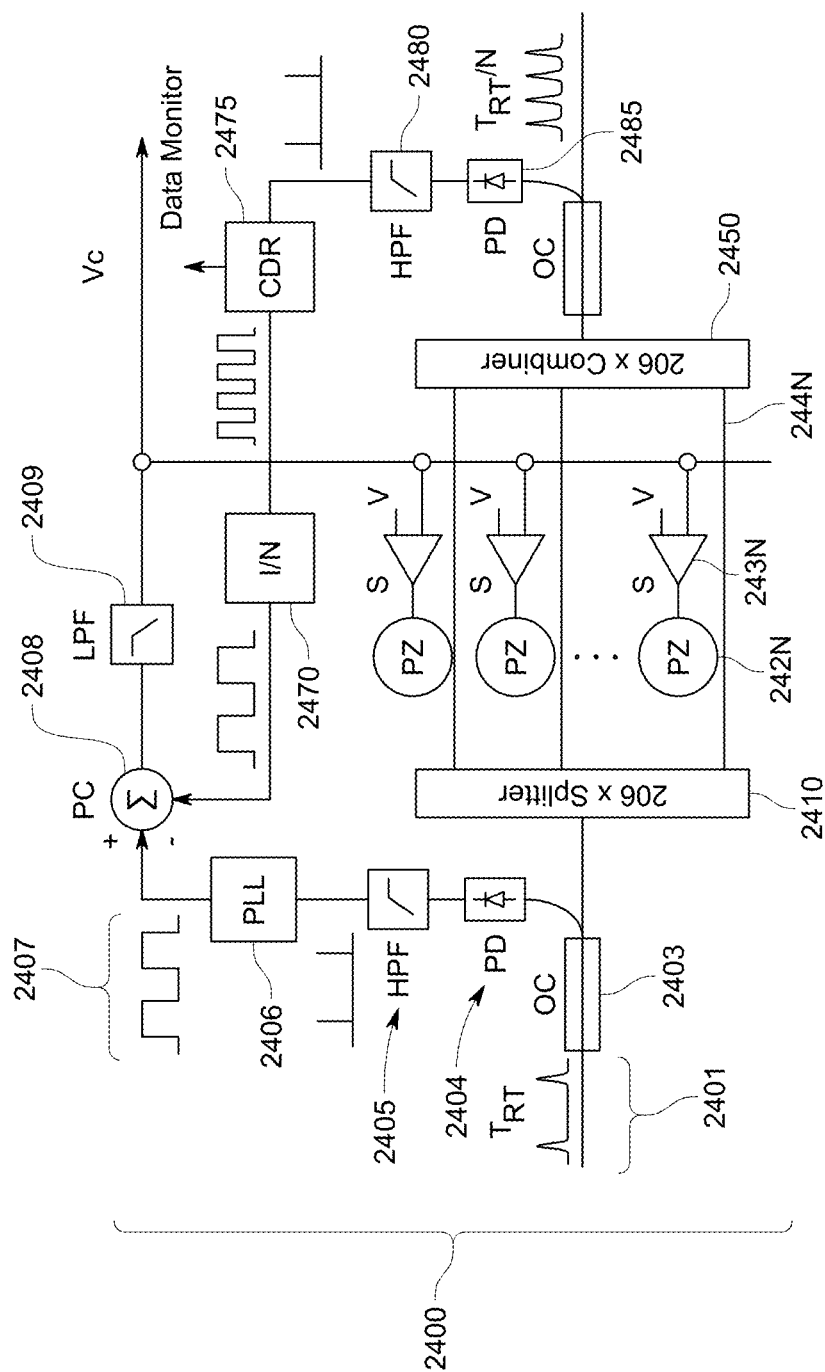 2400
2407
2408
2409
Vc
PC
LPF
+
-
Σ
Data Monitor
2475
2480
PLL
2406
I/N
2470
CDR
HPF
2405
HPF
2404
PD
PD
2485
T_RT
2401
OC
2403
206 x Splitter
2410
PZ
S
V
PZ
S
V
. . .
PZ
S
V
242N
243N
244N
206 x Combiner
2450
OC
T_RT/N